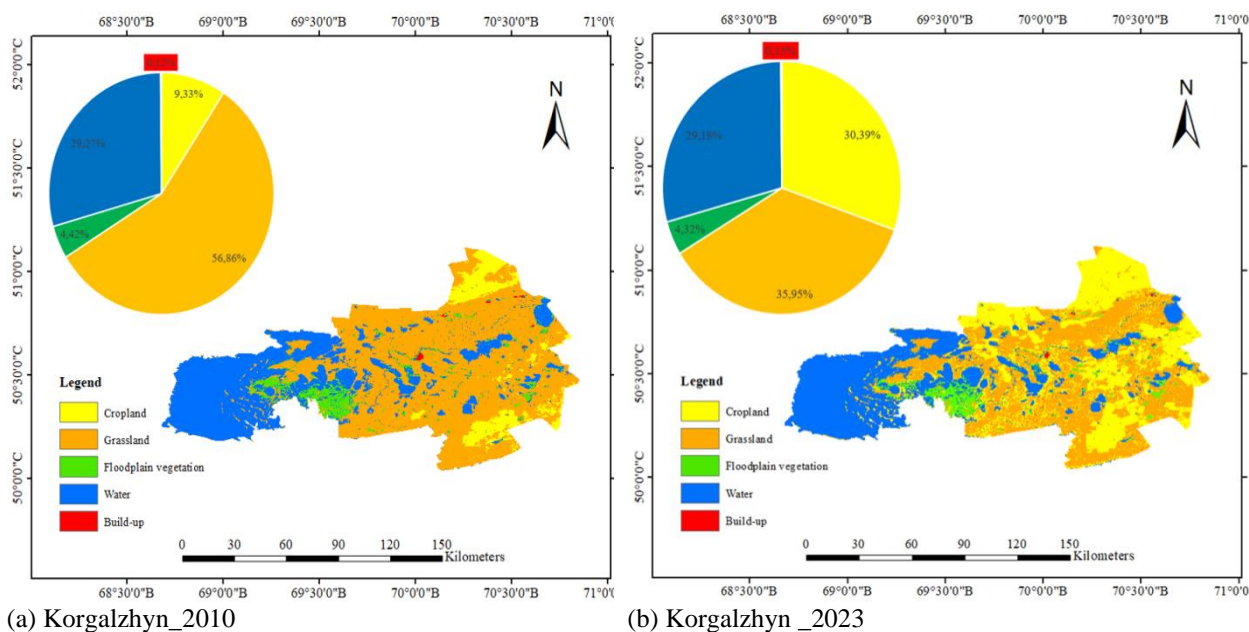 68°30'0"B 69°0'0"B 69°30'0"B 70°0'0"B 70°30'0"B 71°0'0"B
52°0'0"C
51°30'0"C
51°0'0"C
50°30'0"C
50°0'0"C
9,33%
29,27%
4,42%
56,86%
N
Legend
Cropland
Grassland
Floodplain vegetation
Water
Build-up
0 30 60 90 120 150
Kilometers
68°30'0"B 69°0'0"B 69°30'0"B 70°0'0"B 70°30'0"B 71°0'0
(a) Korgalzhyn_2010
68°30'0"B 69°0'0"B 69°30'0"B 70°0'0"B 70°30'0"B 71°0
52°0'0"C
51°30'0"C
51°0'0"C
50°30'0"C
50°0'0"C
30,39%
29,18%
4,32%
35,95%
N
Legend
Cropland
Grassland
Floodplain vegetation
Water
Build-up
0 30 60 90 120 150
Kilometers
68°30'0"B 69°0'0"B 69°30'0"B 70°0'0"B 70°30'0"B 71°0
(b) Korgalzhyn _2023